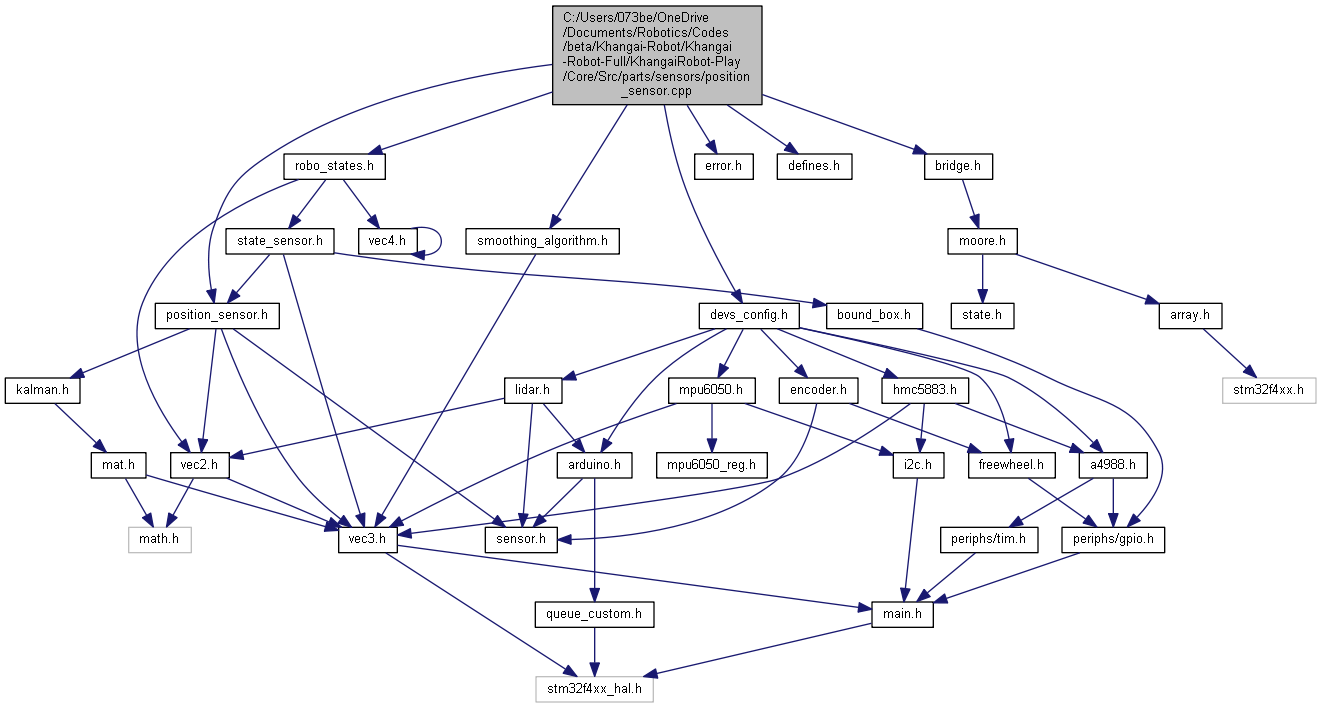 C:/Users/073be/OneDrive
/Documents/Robotics/Codes
/beta/Khangai-Robot/Khangai
-Robot-Full/KhangaiRobot-Play
/Core/Src/parts/sensors/position
_sensor.cpp
robo_states.h
error.h
defines.h
bridge.h
state_sensor.h
vec4.h
smoothing_algorithm.h
moore.h
position_sensor.h
devs_config.h
bound_box.h
state.h
array.h
kalman.h
lidar.h
mpu6050.h
encoder.h
hmc5883.h
stm32f4xx.h
mat.h
vec2.h
arduino.h
mpu6050_reg.h
i2c.h
freewheel.h
a4988.h
math.h
vec3.h
sensor.h
periphs/tim.h
periphs/gpio.h
queue_custom.h
main.h
stm32f4xx_hal.h